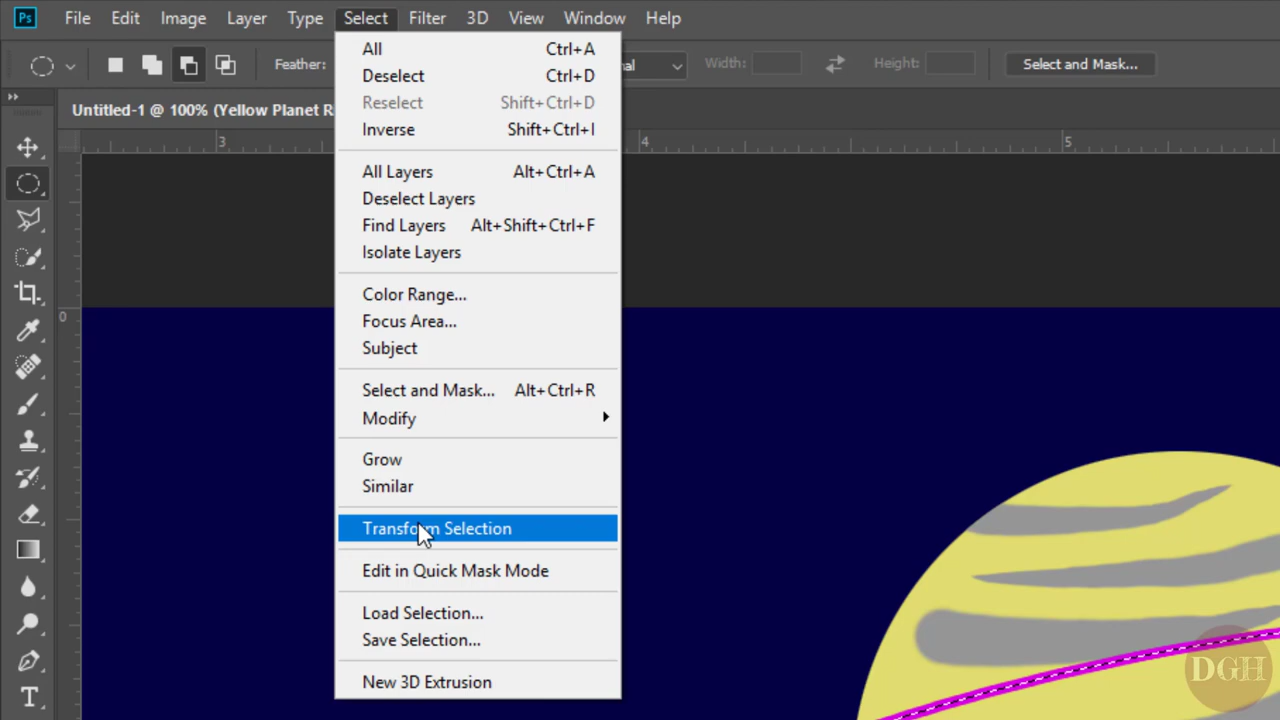 Ps File Edit Image Layer Type Select Filter 3D View Window Help
Feather: Width: Height: Select and Mask...
Untitled-1 @ 100% (Yellow Planet R
All Ctrl+A
Deselect Ctrl+D
Reselect Shift+Ctrl+D
Inverse Shift+Ctrl+I
All Layers Alt+Ctrl+A
Deselect Layers
Find Layers Alt+Shift+Ctrl+F
Isolate Layers
Color Range...
Focus Area...
Subject
Select and Mask... Alt+Ctrl+R
Modify
Grow
Similar
Transform Selection
Edit in Quick Mask Mode
Load Selection...
Save Selection...
New 3D Extrusion
3 4 5
0
DGH